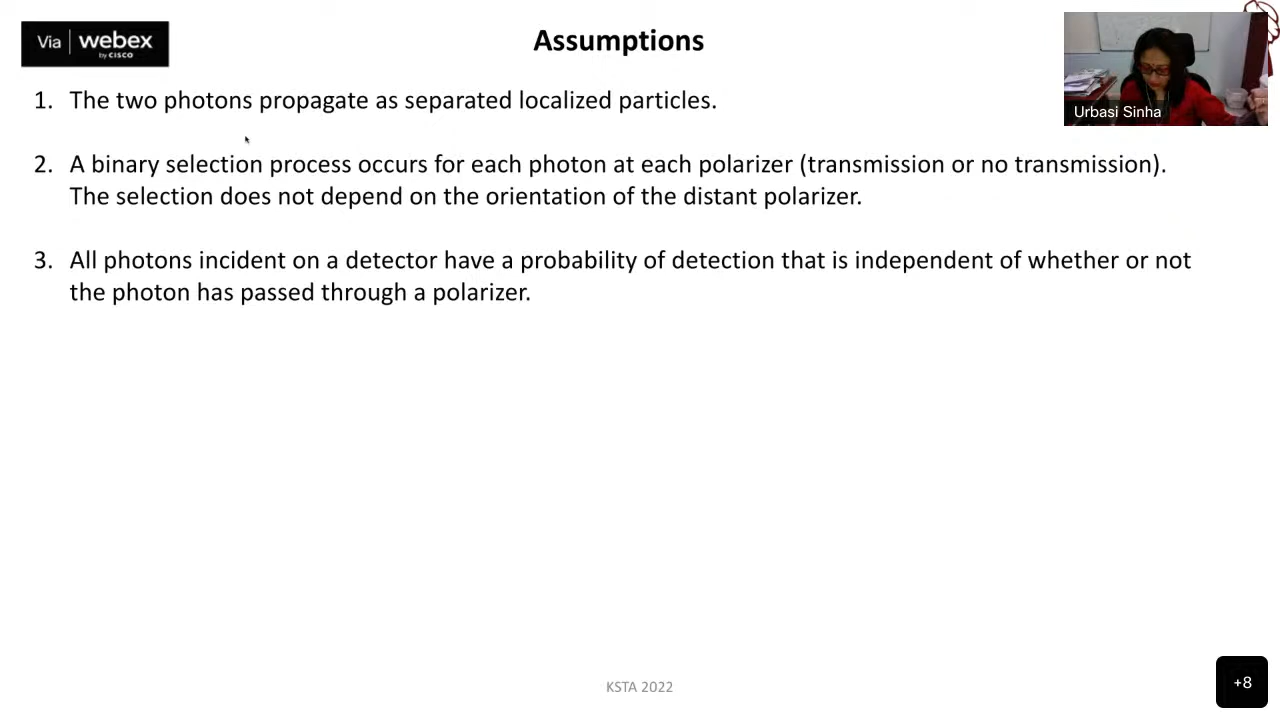 Via | webex
by CISCO
Assumptions
Urbasi Sinha
1. The two photons propagate as separated localized particles.
2. A binary selection process occurs for each photon at each polarizer (transmission or no transmission).
The selection does not depend on the orientation of the distant polarizer.
3. All photons incident on a detector have a probability of detection that is independent of whether or not
the photon has passed through a polarizer.
KSTA 2022
+8